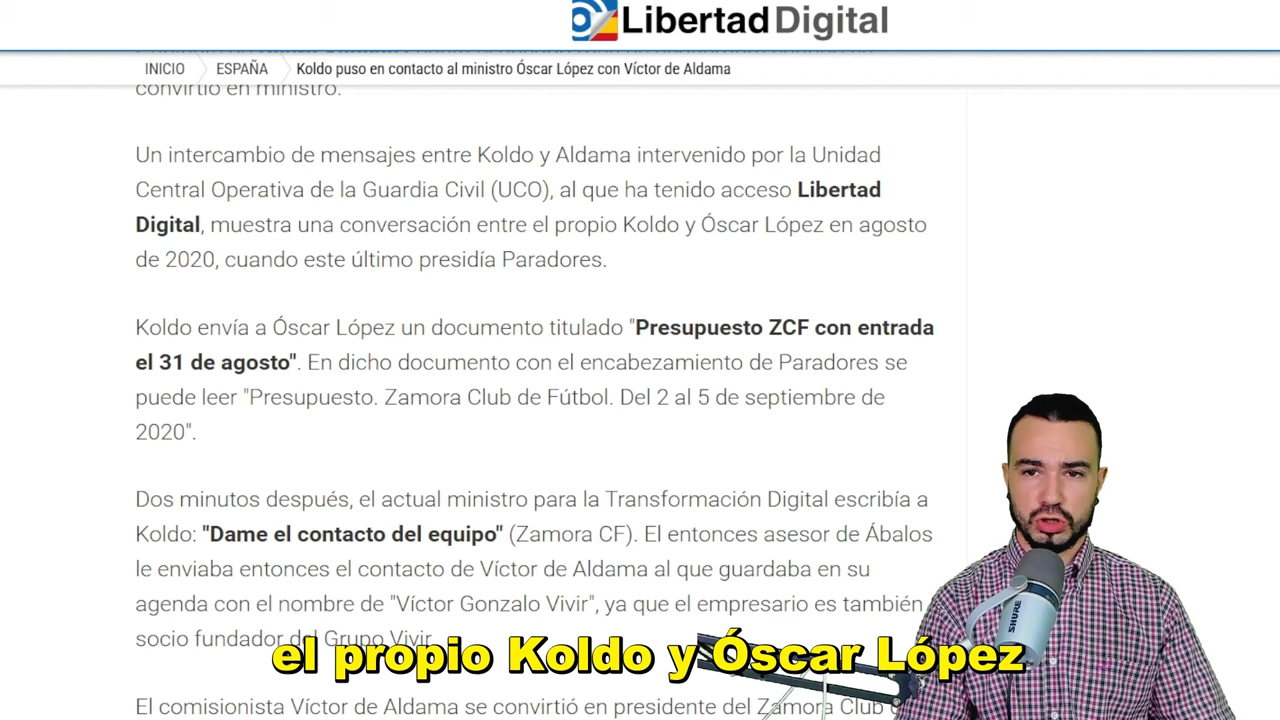 Libertad Digital
INICIO ESPAÑA Koldo puso en contacto al ministro Óscar López con Víctor de Aldama
convirtió en ministro.
Un intercambio de mensajes entre Koldo y Aldama intervenido por la Unidad
Central Operativa de la Guardia Civil (UCO), al que ha tenido acceso Libertad
Digital, muestra una conversación entre el propio Koldo y Óscar López en agosto
de 2020, cuando este último presidía Paradores.
Koldo envía a Óscar López un documento titulado "Presupuesto ZCF con entrada
el 31 de agosto". En dicho documento con el encabezamiento de Paradores se
puede leer "Presupuesto. Zamora Club de Fútbol. Del 2 al 5 de septiembre de
2020".
Dos minutos después, el actual ministro para la Transformación Digital escribía a
Koldo: "Dame el contacto del equipo" (Zamora CF). El entonces asesor de Ábalos
le enviaba entonces el contacto de Víctor de Aldama al que guardaba en su
agenda con el nombre de "Víctor Gonzalo Vivir", ya que el empresario es también
socio fundador del Grupo Vivir.
el propio Koldo y Óscar López
El comisionista Víctor de Aldama se convirtió en presidente del Zamora Club
SHURE